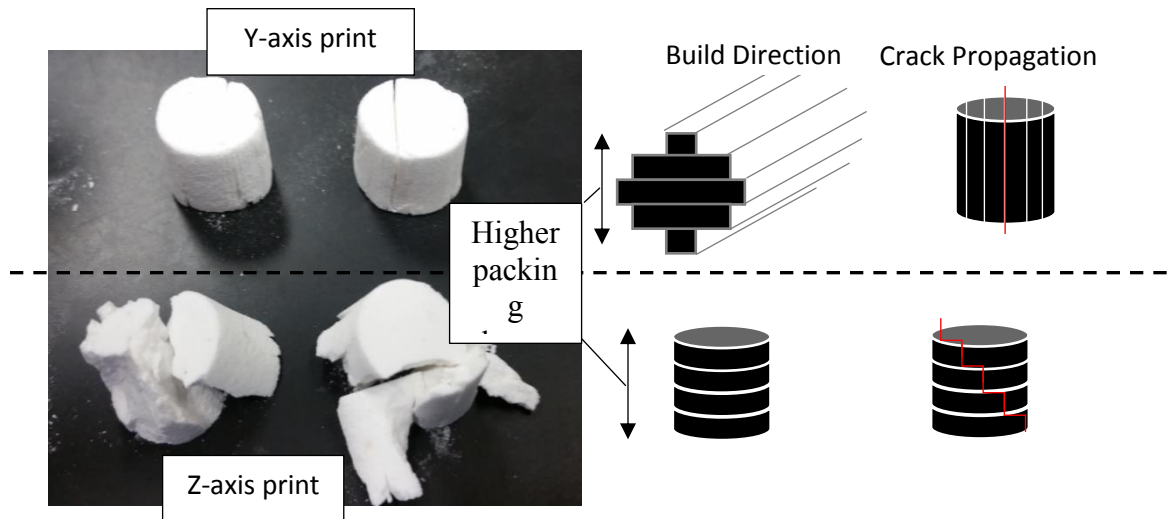 Y-axis print
Build Direction
Crack Propagation
Higher
packin
g
Z-axis print